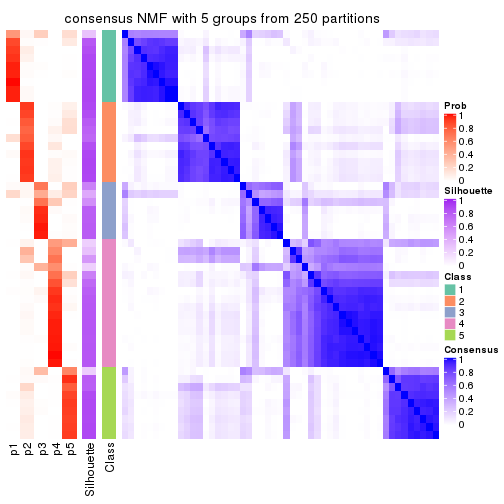 consensus NMF with 5 groups from 250 partitions
Prob
1
0.8
0.6
0.4
0.2
0
Silhouette
1
0.8
0.6
0.4
0.2
0
Class
1
2
3
4
5
Consensus
1
0.8
0.6
0.4
0.2
0
p1
p2
p3
p4
p5
Silhouette
Class